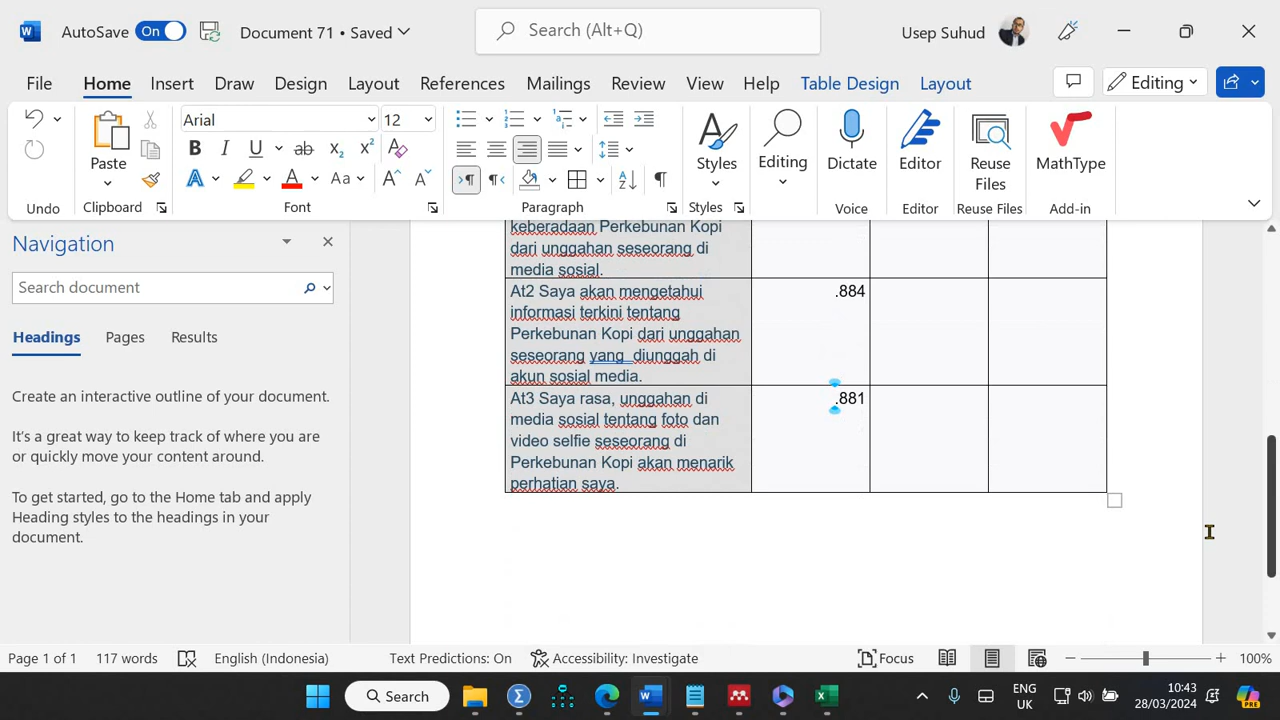 AutoSave On Document 71 • Saved Search (Alt+Q) Usep Suhud
File Home Insert Draw Design Layout References Mailings Review View Help Table Design Layout Editing
Arial 12
Paste B I U ab x₂ x² A Aa A A Styles Editing Dictate Editor Reuse Files MathType
Undo Clipboard Font Paragraph Styles Voice Editor Reuse Files Add-in
Navigation
Search document
Headings Pages Results
Create an interactive outline of your document.
It's a great way to keep track of where you are
or quickly move your content around.
To get started, go to the Home tab and apply
Heading styles to the headings in your
document.
keberadaan Perkebunan Kopi
dari unggahan seseorang di
media sosial.
At2 Saya akan mengetahui .884
informasi terkini tentang
Perkebunan Kopi dari unggahan
seseorang yang diunggah di
akun sosial media.
At3 Saya rasa, unggahan di .881
media sosial tentang foto dan
video selfie seseorang di
Perkebunan Kopi akan menarik
perhatian saya.
Page 1 of 1 117 words English (Indonesia) Text Predictions: On Accessibility: Investigate Focus 100%
Search ENG 10:43
UK 28/03/2024 PRE